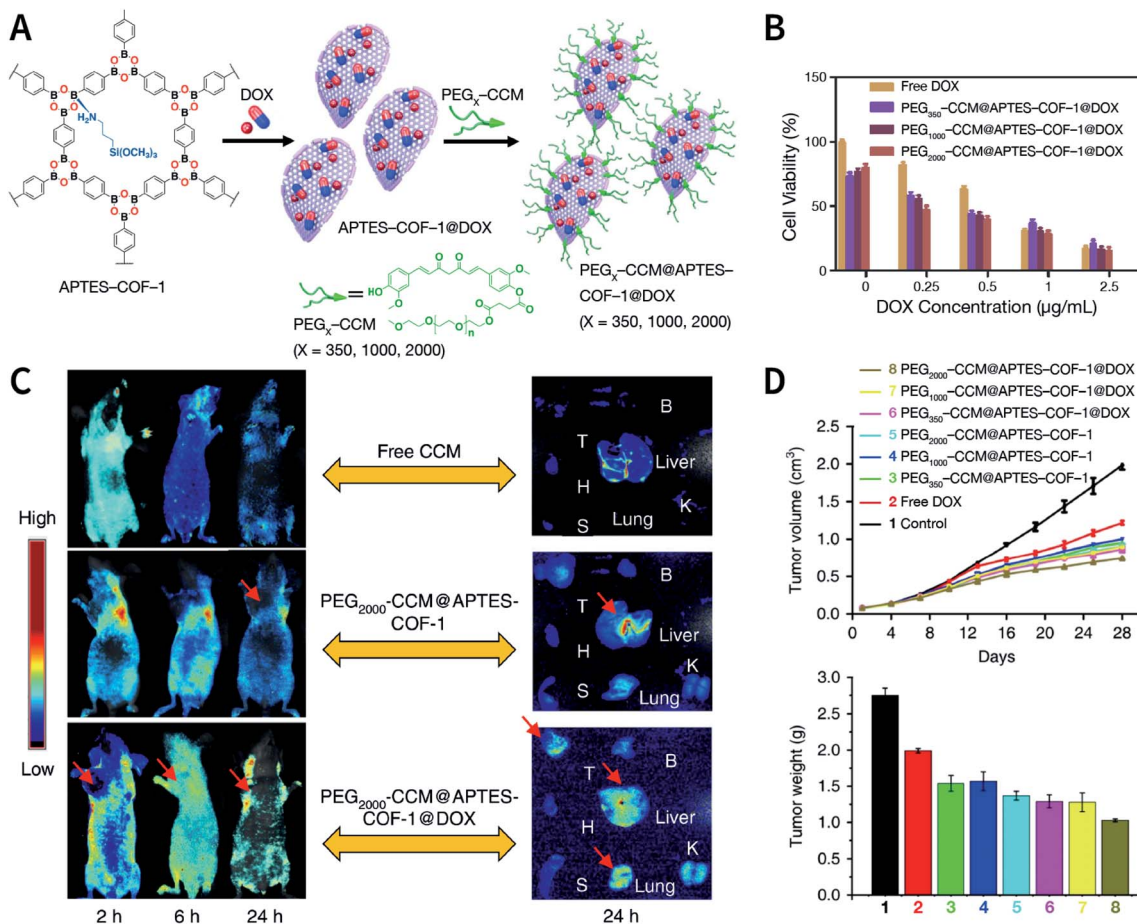 A
B
B
O
O
H₂N
Si(OCH₃)₃
APTES–COF–1
DOX
APTES–COF–1@DOX
PEGₓ–CCM
PEGₓ–CCM@APTES–
COF–1@DOX
(X = 350, 1000, 2000)
=
HO
O
O
O
n
PEGₓ–CCM
(X = 350, 1000, 2000)
B
Free DOX
PEG₃₅₀–CCM@APTES–COF–1@DOX
PEG₁₀₀₀–CCM@APTES–COF–1@DOX
PEG₂₀₀₀–CCM@APTES–COF–1@DOX
Cell Viability (%)
150
100
50
0
0 0.25 0.5 1 2.5
DOX Concentration (µg/mL)
C
High
Low
Free CCM
PEG₂₀₀₀-CCM@APTES-
COF-1
PEG₂₀₀₀-CCM@APTES-
COF-1@DOX
B
T
Liver
H
K
S Lung
B
T
Liver
H
K
S Lung
B
T
Liver
H
K
S Lung
2 h 6 h 24 h
24 h
D
8 PEG₂₀₀₀–CCM@APTES–COF–1@DOX
7 PEG₁₀₀₀–CCM@APTES–COF–1@DOX
6 PEG₃₅₀–CCM@APTES–COF–1@DOX
5 PEG₂₀₀₀–CCM@APTES–COF–1
4 PEG₁₀₀₀–CCM@APTES–COF–1
3 PEG₃₅₀–CCM@APTES–COF–1
2 Free DOX
1 Control
Tumor volume (cm³)
2.5
2.0
1.5
1.0
0.5
0.0
0 4 8 10 12 16 19 22 24 28
Days
Tumor weight (g)
3.0
2.5
2.0
1.5
1.0
0.5
0.0
1 2 3 4 5 6 7 8